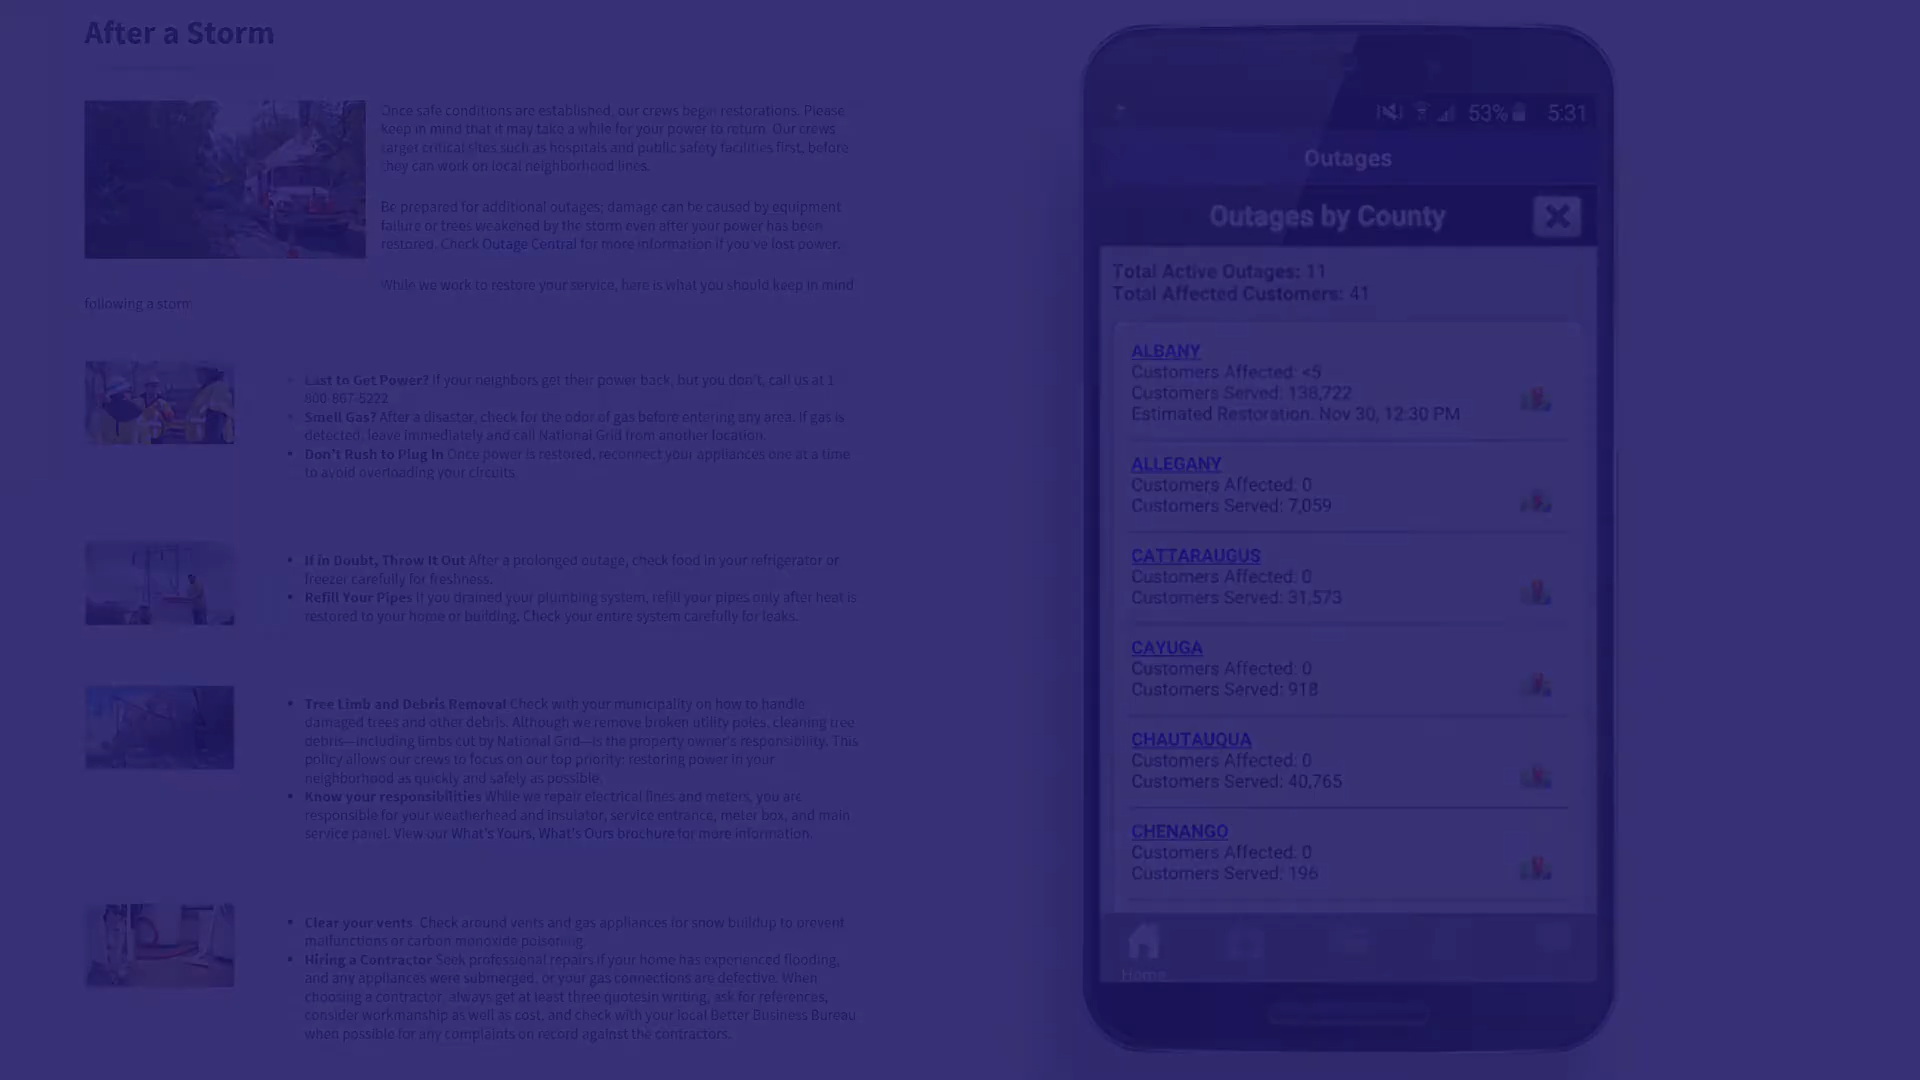 After a Storm
Once safe conditions are established, our crews begin restorations. Please
keep in mind that it may take a while for your power to return. Our crews
target critical sites such as hospitals and public safety facilities first, before
they can work on local neighborhood lines.
Be prepared for additional outages; damage can be caused by equipment
failure or trees weakened by the storm even after your power has been
restored. Check Outage Central for more information if you've lost power.
While we work to restore your service, here is what you should keep in mind
following a storm:
• Last to Get Power? If your neighbors get their power back, but you don't, call us at 1-
800-867-5222
• Smell Gas? After a disaster, check for the odor of gas before entering any area. If gas is
detected, leave immediately and call National Grid from another location.
• Don't Rush to Plug In Once power is restored, reconnect your appliances one at a time
to avoid overloading your circuits.
• If in Doubt, Throw It Out After a prolonged outage, check food in your refrigerator or
freezer carefully for freshness.
• Refill Your Pipes If you drained your plumbing system, refill your pipes only after heat is
restored to your home or building. Check your entire system carefully for leaks.
• Tree Limb and Debris Removal Check with your municipality on how to handle
damaged trees and other debris. Although we remove broken utility poles, cleaning tree
debris—including limbs cut by National Grid—is the property owner's responsibility. This
policy allows our crews to focus on our top priority: restoring power in your
neighborhood as quickly and safely as possible.
• Know your responsibilities While we repair electrical lines and meters, you are
responsible for your weatherhead and insulator, service entrance, meter box, and main
service panel. View our What's Yours, What's Ours brochure for more information.
• Clear your vents Check around vents and gas appliances for snow buildup to prevent
malfunctions or carbon monoxide poisoning.
• Hiring a Contractor Seek professional repairs if your home has experienced flooding,
and any appliances were submerged, or your gas connections are defective. When
choosing a contractor, always get at least three quotesin writing, ask for references,
consider workmanship as well as cost, and check with your local Better Business Bureau
when possible for any complaints on record against the contractors.
53% 5:31
Outages
Outages by County
Total Active Outages: 11
Total Affected Customers: 41
ALBANY
Customers Affected: <5
Customers Served: 138,722
Estimated Restoration: Nov 30, 12:30 PM
ALLEGANY
Customers Affected: 0
Customers Served: 7,059
CATTARAUGUS
Customers Affected: 0
Customers Served: 31,573
CAYUGA
Customers Affected: 0
Customers Served: 918
CHAUTAUQUA
Customers Affected: 0
Customers Served: 40,765
CHENANGO
Customers Affected: 0
Customers Served: 196
Home